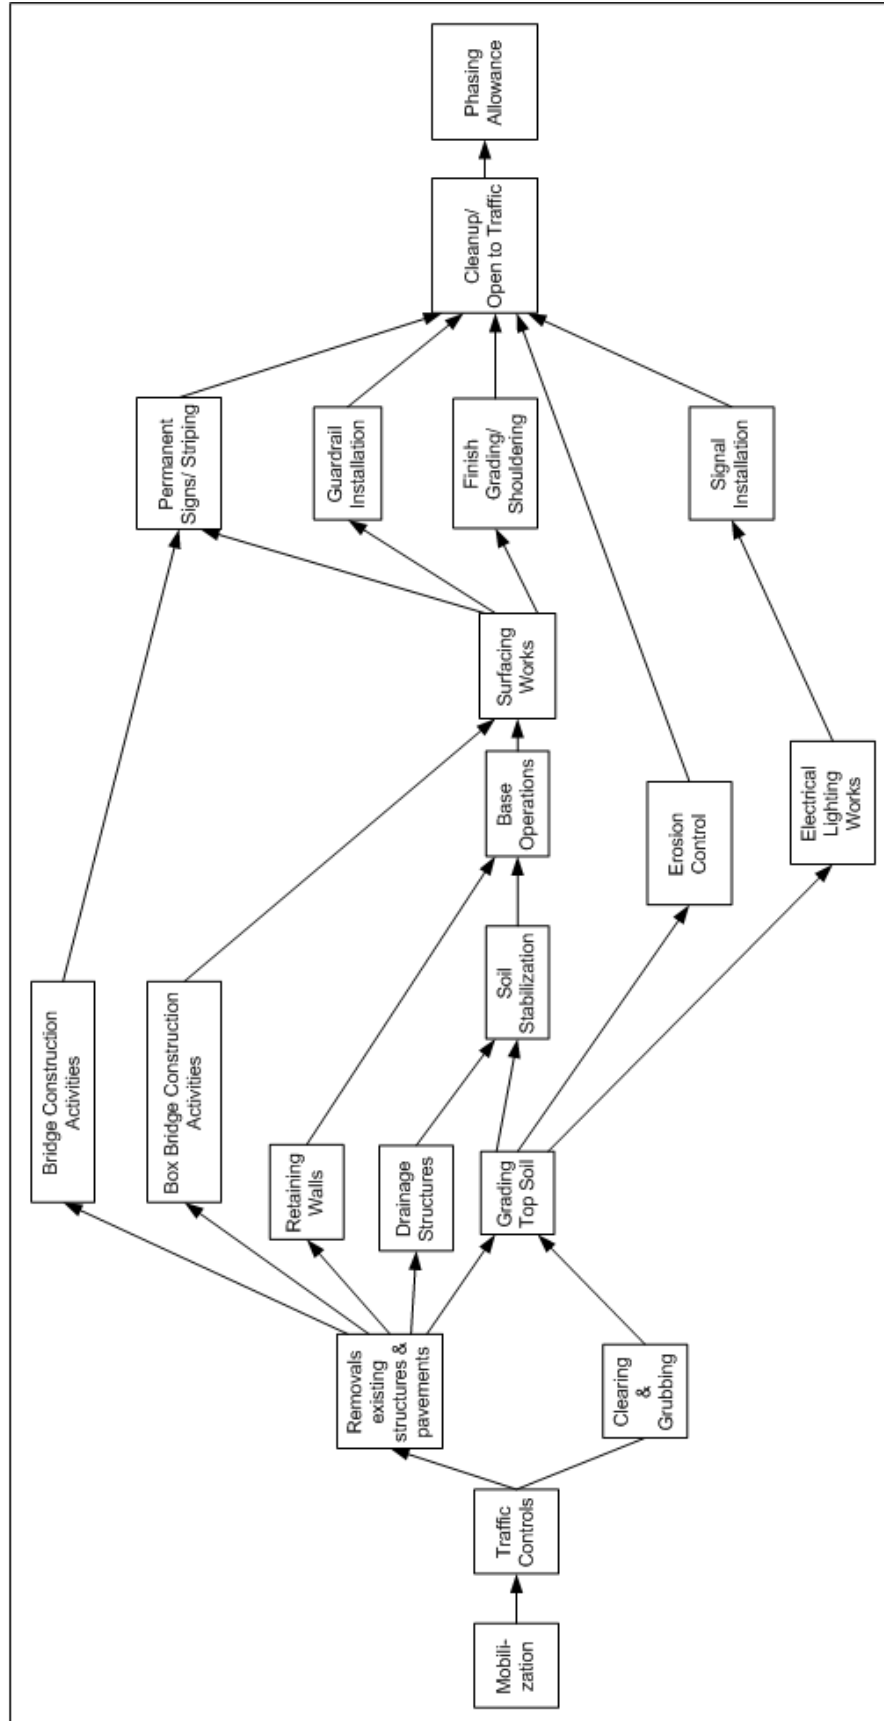 Mobili-
zation
Traffic
Controls
Removals
existing
structures &
pavements
Clearing
&
Grubbing
Bridge Construction
Activities
Box Bridge Construction
Activities
Retaining
Walls
Drainage
Structures
Grading
Top Soil
Soil
Stabilization
Base
Operations
Erosion
Control
Electrical
Lighting
Works
Surfacing
Works
Permanent
Signs/ Striping
Guardrail
Installation
Finish
Grading/
Shouldering
Signal
Installation
Cleanup/
Open to Traffic
Phasing
Allowance